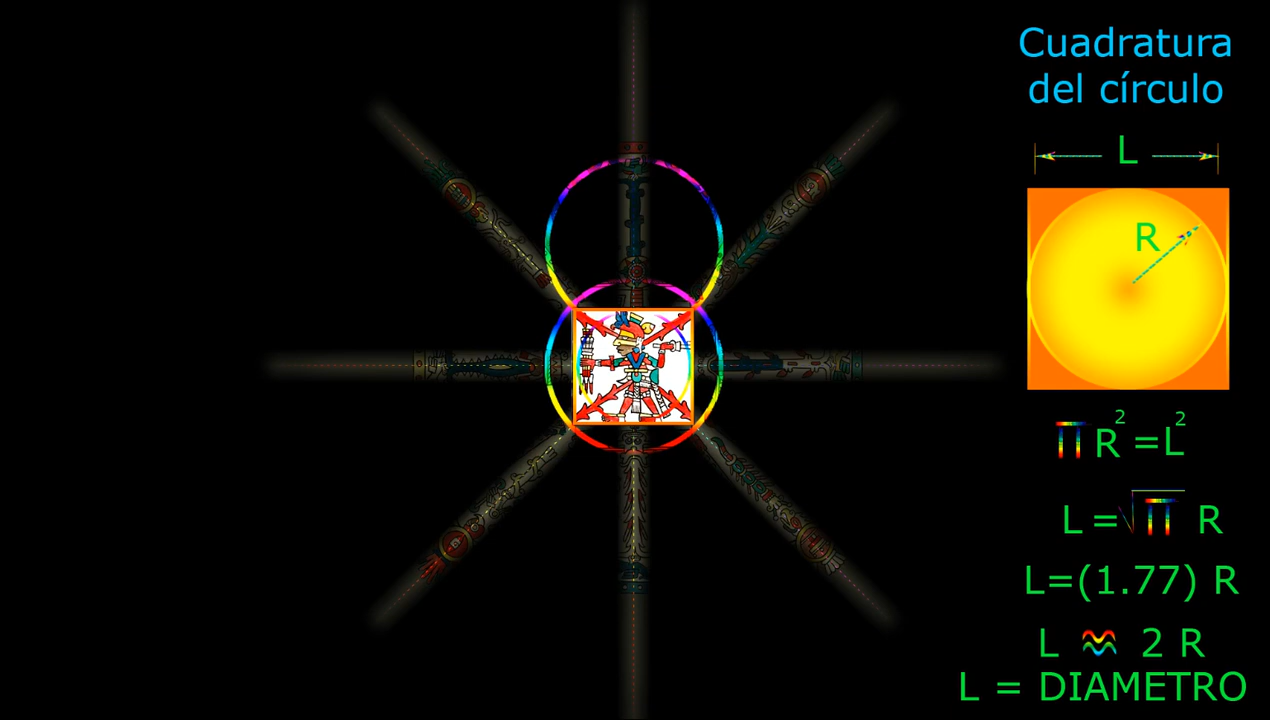 Cuadratura
del círculo
L
R
∏ R² = L²
L = √∏ R
L=(1.77) R
L ≈ 2 R
L = DIAMETRO